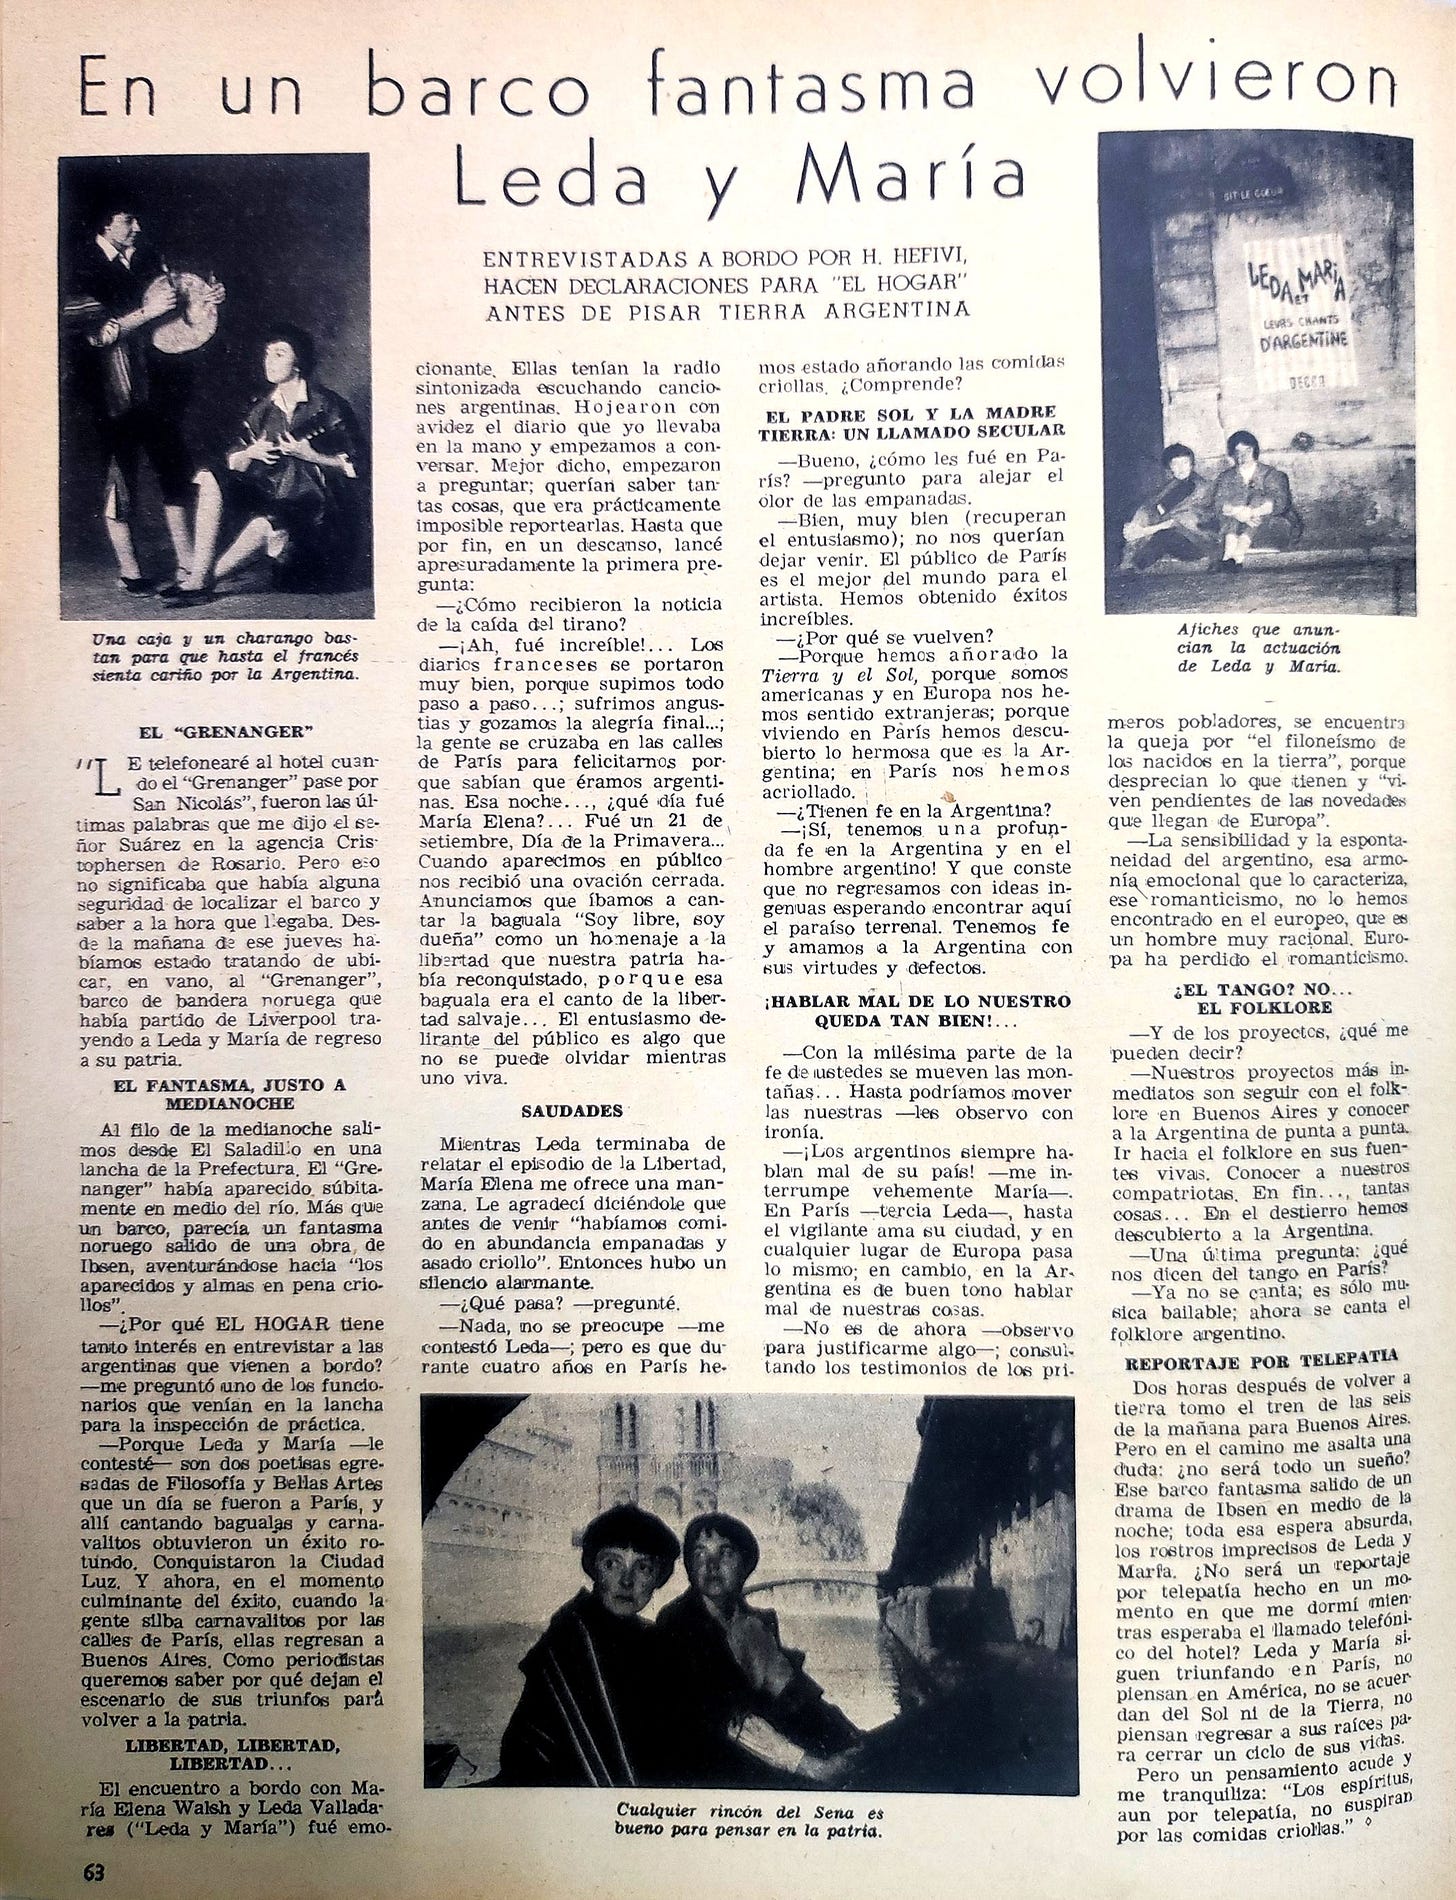 En un barco fantasma volvieron
Leda y María
ENTREVISTADAS A BORDO POR H. HEFIVI,
HACEN DECLARACIONES PARA "EL HOGAR"
ANTES DE PISAR TIERRA ARGENTINA
Una caja y un charango bas-
tan para que hasta el francés
sienta cariño por la Argentina.
EL "GRENANGER"
"LE telefonearé al hotel cuan-
do el "Grenanger" pase por
San Nicolás", fueron las úl-
timas palabras que me dijo el se-
ñor Suárez en la agencia Cris-
tophersen de Rosario. Pero eso
no significaba que había alguna
seguridad de localizar el barco y
saber a la hora que llegaba. Des-
de la mañana de ese jueves ha-
bíamos estado tratando de ubi-
car, en vano, al "Grenanger",
barco de bandera noruega que
había partido de Liverpool tra-
yendo a Leda y María de regreso
a su patria.
EL FANTASMA, JUSTO A
MEDIANOCHE
Al filo de la medianoche sali-
mos desde El Saladillo en una
lancha de la Prefectura. El "Gre-
nanger" había aparecido súbita-
mente en medio del río. Más que
un barco, parecía un fantasma
noruego salido de una obra de
Ibsen, aventurándose hacia "los
aparecidos y almas en pena crio-
llos".
—¿Por qué EL HOGAR tiene
tanto interés en entrevistar a las
argentinas que vienen a bordo?
—me preguntó uno de los funcio-
narios que venían en la lancha
para la inspección de práctica.
—Porque Leda y María —le
contesté— son dos poetisas egre-
sadas de Filosofía y Bellas Artes
que un día se fueron a París, y
allí cantando bagualas y carna-
valitos obtuvieron un éxito ro-
tundo. Conquistaron la Ciudad
Luz. Y ahora, en el momento
culminante del éxito, cuando la
gente silba carnavalitos por las
calles de París, ellas regresan a
Buenos Aires. Como periodistas
queremos saber por qué dejan el
escenario de sus triunfos para
volver a la patria.
LIBERTAD, LIBERTAD,
LIBERTAD...
El encuentro a bordo con Ma-
ría Elena Walsh y Leda Vallada-
res ("Leda y María") fué emo-
cionante. Ellas tenían la radio
sintonizada escuchando cancio-
nes argentinas. Hojearon con
avidez el diario que yo llevaba
en la mano y empezamos a con-
versar. Mejor dicho, empezaron
a preguntar; querían saber tan-
tas cosas, que era prácticamente
imposible reportearlas. Hasta que
por fin, en un descanso, lancé
apresuradamente la primera pre-
gunta:
—¿Cómo recibieron la noticia
de la caída del tirano?
—¡Ah, fué increíble!... Los
diarios franceses se portaron
muy bien, porque supimos todo
paso a paso...; sufrimos angus-
tias y gozamos la alegría final...;
la gente se cruzaba en las calles
de París para felicitarnos por-
que sabían que éramos argenti-
nas. Esa noche..., ¿qué día fué
María Elena?... Fué un 21 de
setiembre, Día de la Primavera...
Cuando aparecimos en público
nos recibió una ovación cerrada.
Anunciamos que íbamos a can-
tar la baguala "Soy libre, soy
dueña" como un homenaje a la
libertad que nuestra patria ha-
bía reconquistado, porque esa
baguala era el canto de la liber-
tad salvaje... El entusiasmo de-
lirante del público es algo que
no se puede olvidar mientras
uno viva.
SAUDADES
Mientras Leda terminaba de
relatar el episodio de la Libertad,
María Elena me ofrece una man-
zana. Le agradecí diciéndole que
antes de venir "habíamos comi-
do en abundancia empanadas y
asado criollo". Entonces hubo un
silencio alarmante.
—¿Qué pasa? —pregunté.
—Nada, no se preocupe —me
contestó Leda—; pero es que du-
rante cuatro años en París he-
mos estado añorando las comidas
criollas. ¿Comprende?
EL PADRE SOL Y LA MADRE
TIERRA: UN LLAMADO SECULAR
—Bueno, ¿cómo les fué en Pa-
rís? —pregunto para alejar el
olor de las empanadas.
—Bien, muy bien (recuperan
el entusiasmo); no nos querían
dejar venir. El público de París
es el mejor del mundo para el
artista. Hemos obtenido éxitos
increíbles.
—¿Por qué se vuelven?
—Porque hemos añorado la
Tierra y el Sol, porque somos
americanas y en Europa nos he-
mos sentido extranjeras; porque
viviendo en París hemos descu-
bierto lo hermosa que es la Ar-
gentina; en París nos hemos
acriollado.
—¿Tienen fe en la Argentina?
—¡Sí, tenemos una profun-
da fe en la Argentina y en el
hombre argentino! Y que conste
que no regresamos con ideas in-
genuas esperando encontrar aquí
el paraíso terrenal. Tenemos fe
y amamos a la Argentina con
sus virtudes y defectos.
¡HABLAR MAL DE LO NUESTRO
QUEDA TAN BIEN!...
—Con la milésima parte de la
fe de ustedes se mueven las mon-
tañas... Hasta podríamos mover
las nuestras —les observo con
ironía.
—¡Los argentinos siempre ha-
blan mal de su país! —me in-
terrumpe vehemente María—.
En París —tercia Leda—, hasta
el vigilante ama su ciudad, y en
cualquier lugar de Europa pasa
lo mismo; en cambio, en la Ar-
gentina es de buen tono hablar
mal de nuestras cosas.
—No es de ahora —observo
para justificarme algo—; consul-
tando los testimonios de los pri-
Cualquier rincón del Sena es
bueno para pensar en la patria.
GIT LE COEUR
LEDA ET MARIA
LEURS CHANTS
D'ARGENTINE
DECCA
Afiches que anun-
cian la actuación
de Leda y María.
meros pobladores, se encuentra
la queja por "el filoneísmo de
los nacidos en la tierra", porque
desprecian lo que tienen y "vi-
ven pendientes de las novedades
que llegan de Europa".
—La sensibilidad y la esponta-
neidad del argentino, esa armo-
nía emocional que lo caracteriza,
ese romanticismo, no lo hemos
encontrado en el europeo, que es
un hombre muy racional. Euro-
pa ha perdido el romanticismo.
¿EL TANGO? NO...
EL FOLKLORE
—Y de los proyectos, ¿qué me
pueden decir?
—Nuestros proyectos más in-
mediatos son seguir con el folk-
lore en Buenos Aires y conocer
a la Argentina de punta a punta.
Ir hacia el folklore en sus fuen-
tes vivas. Conocer a nuestros
compatriotas. En fin..., tantas
cosas... En el destierro hemos
descubierto a la Argentina.
—Una última pregunta: ¿qué
nos dicen del tango en París?
—Ya no se canta; es sólo mú-
sica bailable; ahora se canta el
folklore argentino.
REPORTAJE POR TELEPATIA
Dos horas después de volver a
tierra tomo el tren de las seis
de la mañana para Buenos Aires.
Pero en el camino me asalta una
duda: ¿no será todo un sueño?
Ese barco fantasma salido de un
drama de Ibsen en medio de la
noche; toda esa espera absurda,
los rostros imprecisos de Leda y
María. ¿No será un reportaje
por telepatía hecho en un mo-
mento en que me dormí mien-
tras esperaba el llamado telefóni-
co del hotel? Leda y María si-
guen triunfando en París, no
piensan en América, no se acuer-
dan del Sol ni de la Tierra, no
piensan regresar a sus raíces pa-
ra cerrar un ciclo de sus vidas.
Pero un pensamiento acude y
me tranquiliza: "Los espíritus,
aun por telepatía, no suspiran
por las comidas criollas."
63